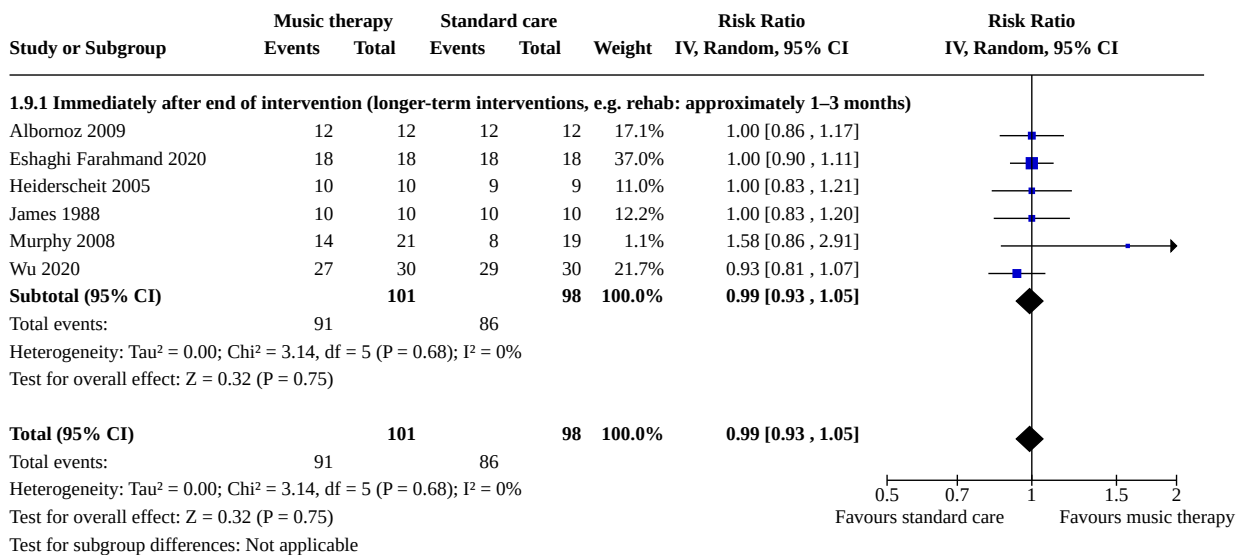 Music therapy Standard care Risk Ratio Risk Ratio
Study or Subgroup Events Total Events Total Weight IV, Random, 95% CI IV, Random, 95% CI
1.9.1 Immediately after end of intervention (longer-term interventions, e.g. rehab: approximately 1–3 months)
Albornoz 2009 12 12 12 12 17.1% 1.00 [0.86 , 1.17]
Eshaghi Farahmand 2020 18 18 18 18 37.0% 1.00 [0.90 , 1.11]
Heiderscheit 2005 10 10 9 9 11.0% 1.00 [0.83 , 1.21]
James 1988 10 10 10 10 12.2% 1.00 [0.83 , 1.20]
Murphy 2008 14 21 8 19 1.1% 1.58 [0.86 , 2.91]
Wu 2020 27 30 29 30 21.7% 0.93 [0.81 , 1.07]
Subtotal (95% CI) 101 98 100.0% 0.99 [0.93 , 1.05]
Total events: 91 86
Heterogeneity: Tau² = 0.00; Chi² = 3.14, df = 5 (P = 0.68); I² = 0%
Test for overall effect: Z = 0.32 (P = 0.75)
Total (95% CI) 101 98 100.0% 0.99 [0.93 , 1.05]
Total events: 91 86
Heterogeneity: Tau² = 0.00; Chi² = 3.14, df = 5 (P = 0.68); I² = 0%
0.5 0.7 1 1.5 2
Test for overall effect: Z = 0.32 (P = 0.75) Favours standard care Favours music therapy
Test for subgroup differences: Not applicable